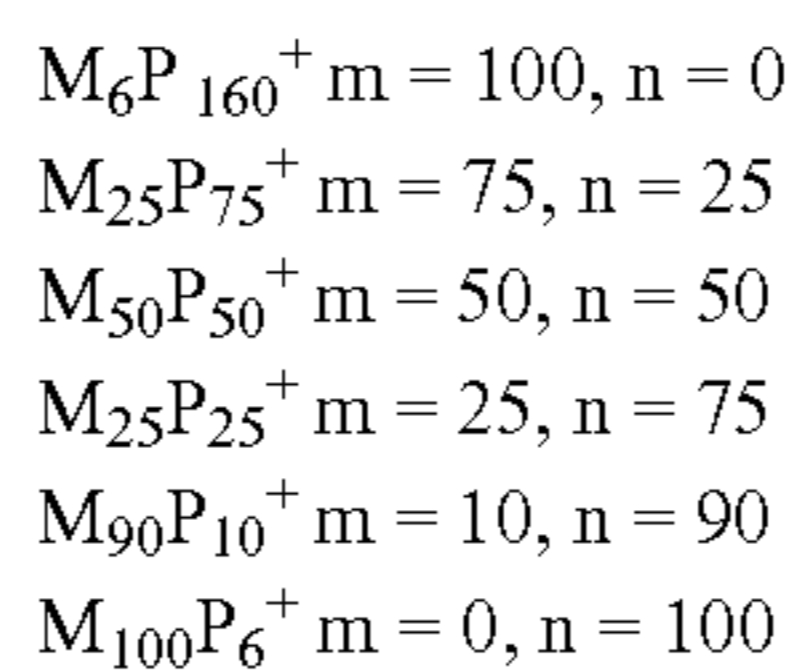 M₆P ₁₆₀⁺ m = 100, n = 0
M₂₅P₇₅⁺ m = 75, n = 25
M₅₀P₅₀⁺ m = 50, n = 50
M₂₅P₂₅⁺ m = 25, n = 75
M₉₀P₁₀⁺ m = 10, n = 90
M₁₀₀P₆⁺ m = 0, n = 100